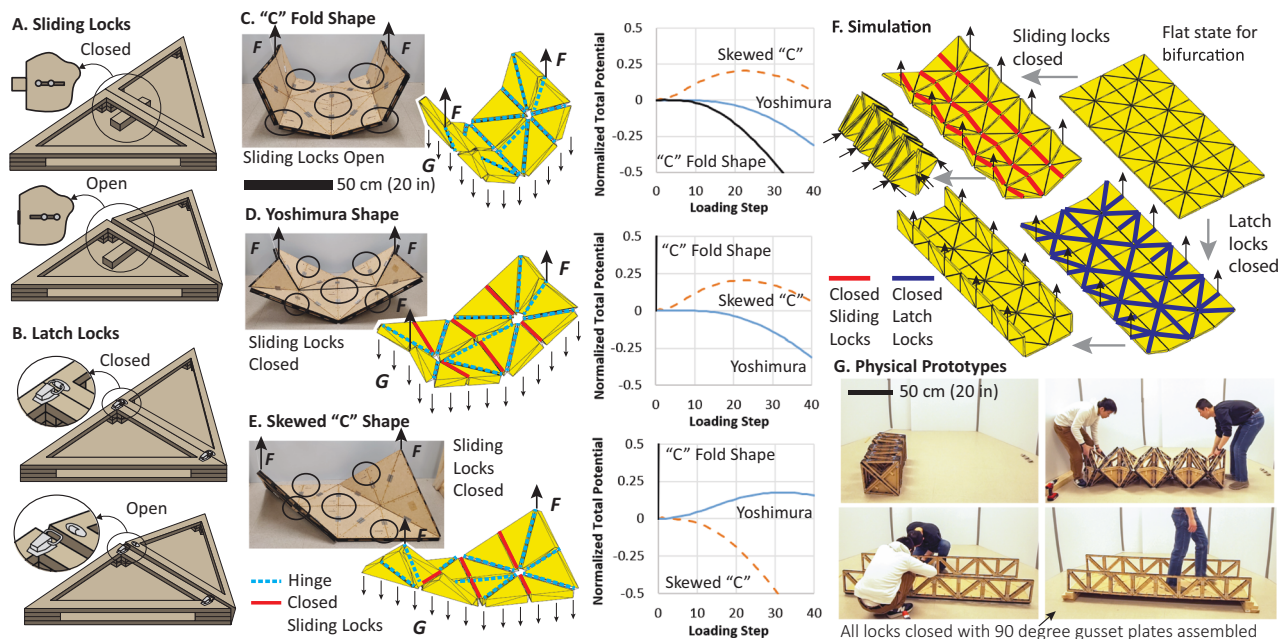 A. Sliding Locks
Closed
Open
B. Latch Locks
Closed
Open
C. “C” Fold Shape
F
F
Sliding Locks Open
50 cm (20 in)
F
F
G
D. Yoshimura Shape
F
F
Sliding Locks
Closed
F
F
G
E. Skewed “C” Shape
F
F
Sliding
Locks
Closed
F
F
G
Hinge
Closed
Sliding Locks
Normalized Total Potential
0.5
0.25
0
-0.25
-0.5
Skewed “C”
Yoshimura
“C” Fold Shape
0 10 20 30 40
Loading Step
Normalized Total Potential
0.5
0.25
0
-0.25
-0.5
“C” Fold Shape
Skewed “C”
Yoshimura
0 10 20 30 40
Loading Step
Normalized Total Potential
0.5
0.25
0
-0.25
-0.5
“C” Fold Shape
Yoshimura
Skewed “C”
0 10 20 30 40
Loading Step
F. Simulation
Sliding locks
closed
Flat state for
bifurcation
Latch
locks
closed
Closed
Sliding
Locks
Closed
Latch
Locks
G. Physical Prototypes
50 cm (20 in)
All locks closed with 90 degree gusset plates assembled